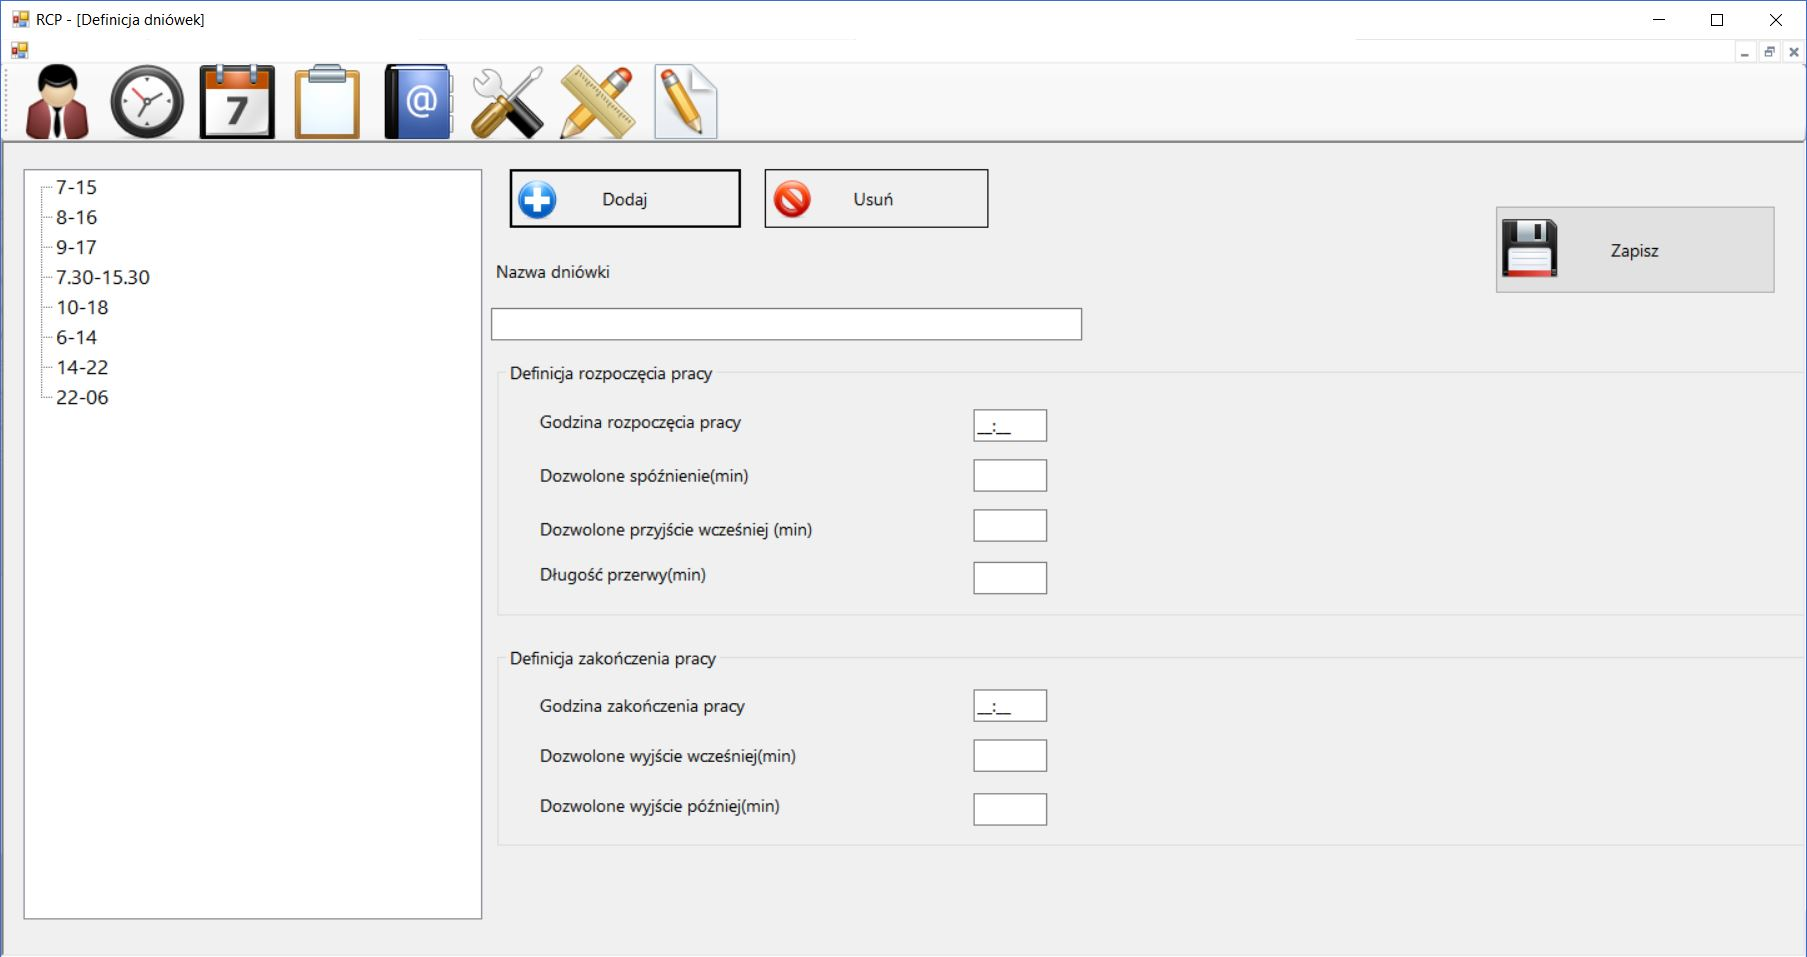 RCP - [Definicja dniówek]
7
@
7-15
8-16
9-17
7.30-15.30
10-18
6-14
14-22
22-06
Dodaj
Usuń
Zapisz
Nazwa dniówki
Definicja rozpoczęcia pracy
Godzina rozpoczęcia pracy
__:__
Dozwolone spóźnienie(min)
Dozwolone przyjście wcześniej (min)
Długość przerwy(min)
Definicja zakończenia pracy
Godzina zakończenia pracy
__:__
Dozwolone wyjście wcześniej(min)
Dozwolone wyjście później(min)